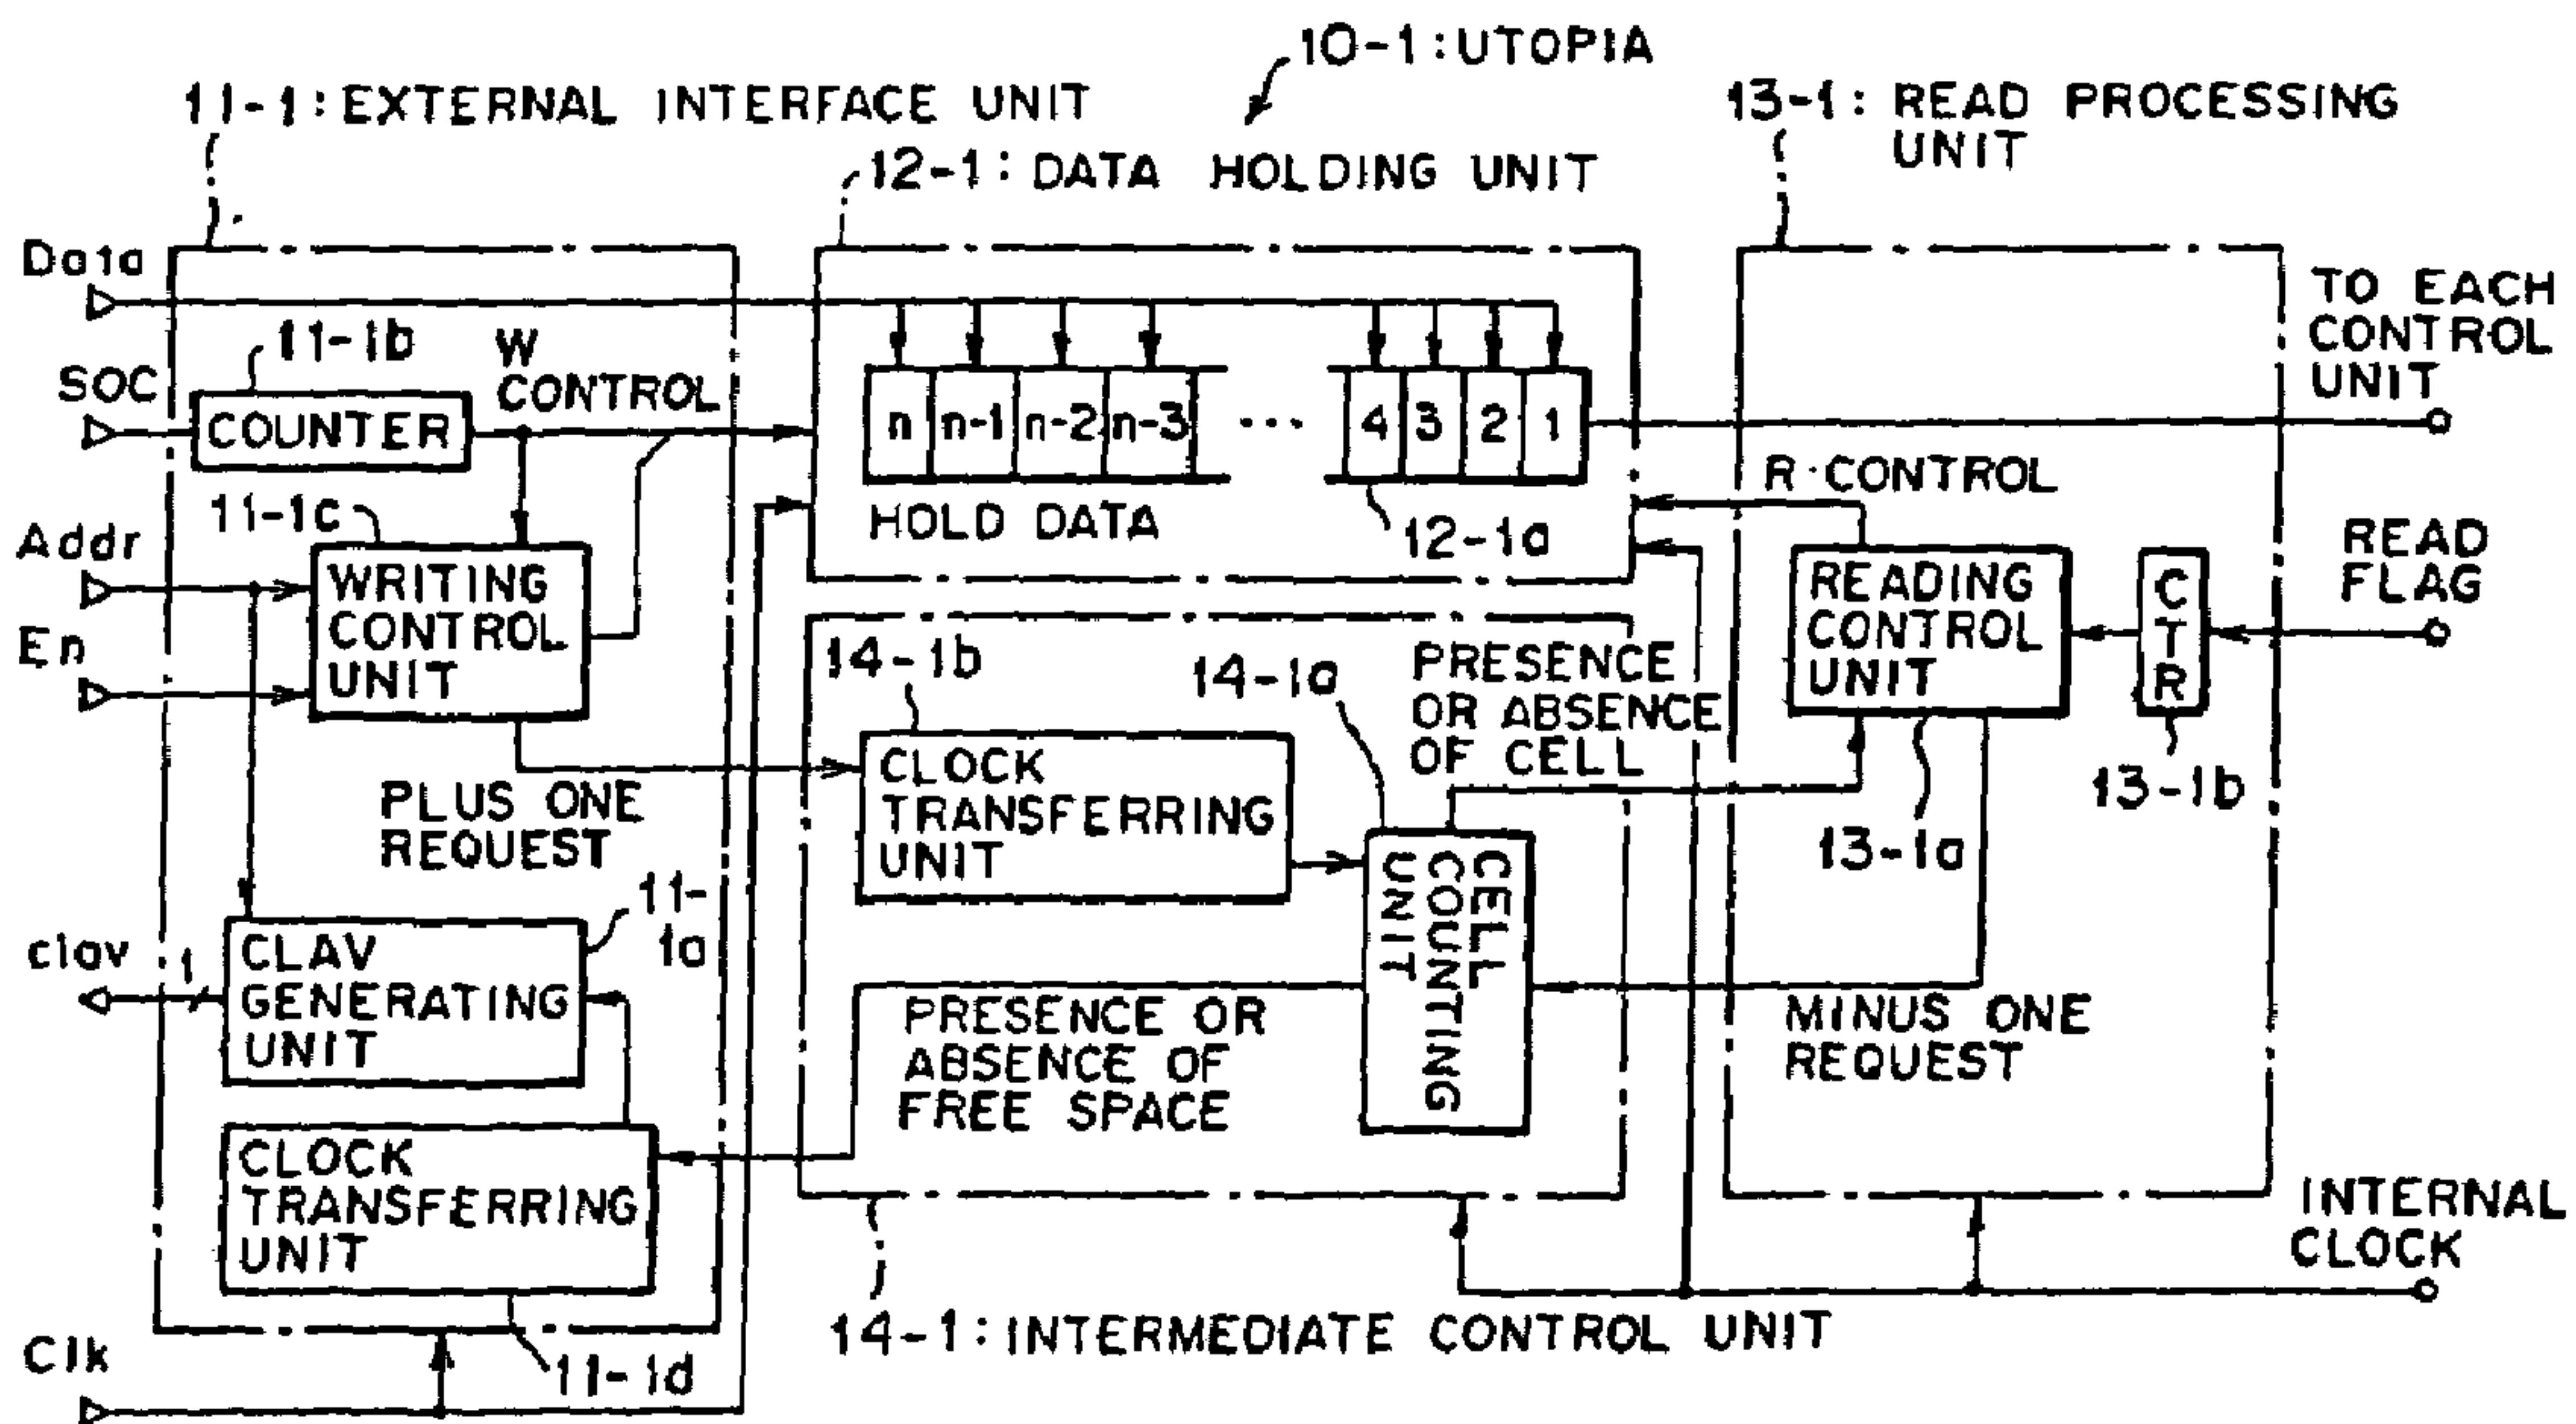 10-1:UTOPIA
11-1:EXTERNAL INTERFACE UNIT
13-1: READ PROCESSING
UNIT
12-1: DATA HOLDING UNIT
Data
TO EACH
CONTROL
UNIT
11-1b
W
CONTROL
SOC
COUNTER
n
n-1
n-2
n-3
...
4
3
2
1
R·CONTROL
HOLD DATA
12-1a
11-1c
Addr
WRITING
CONTROL
UNIT
En
READING
CONTROL
UNIT
CTR
READ
FLAG
14-1b
14-1a
PRESENCE
OR ABSENCE
OF CELL
13-1b
13-1a
CLOCK
TRANSFERRING
UNIT
PLUS ONE
REQUEST
CELL
COUNTING
UNIT
11-
1a
clav
1
CLAV
GENERATING
UNIT
PRESENCE OR
ABSENCE OF
FREE SPACE
MINUS ONE
REQUEST
CLOCK
TRANSFERRING
UNIT
INTERNAL
CLOCK
14-1:INTERMEDIATE CONTROL UNIT
Clk
11-1d